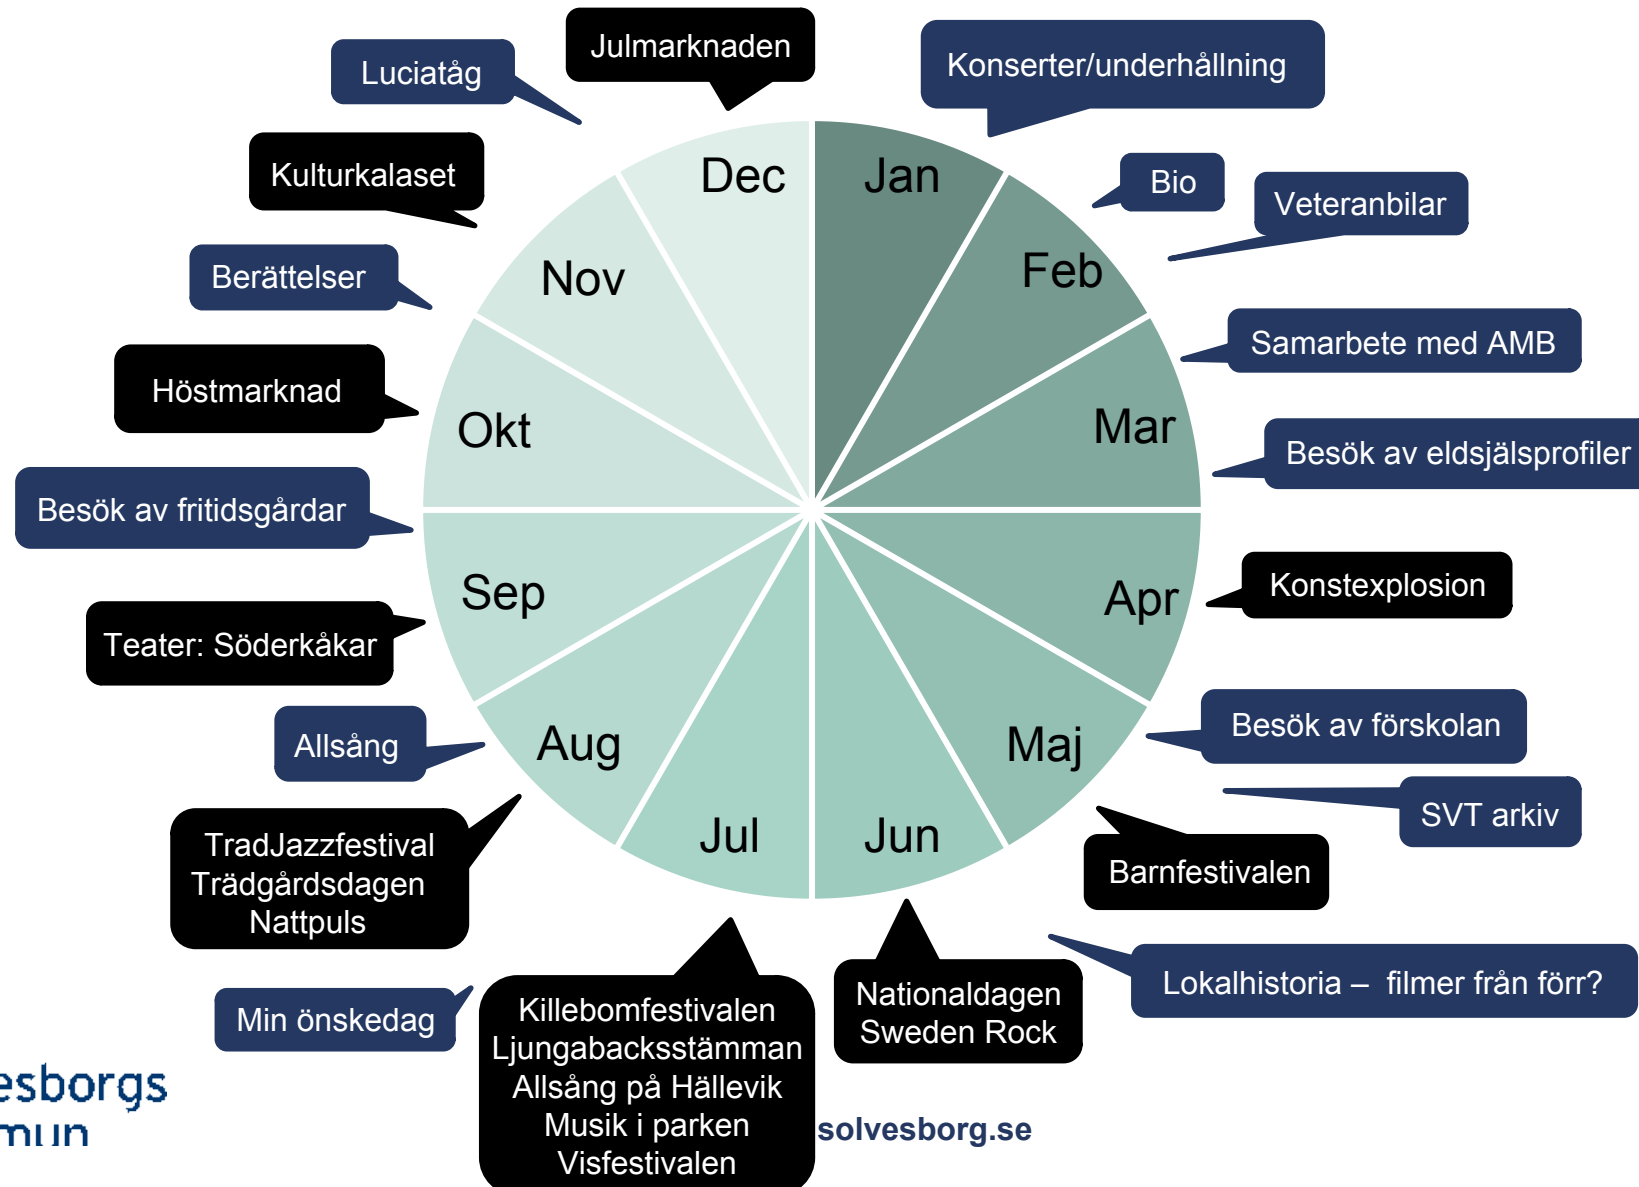 Julmarknaden
Konserter/underhållning
Luciatåg
Kulturkalaset
Dec
Jan
Bio
Veteranbilar
Berättelser
Nov
Feb
Samarbete med AMB
Höstmarknad
Okt
Mar
Besök av eldsjälsprofiler
Besök av fritidsgårdar
Sep
Apr
Konstexplosion
Teater: Söderkåkar
Allsång
Aug
Maj
Besök av förskolan
SVT arkiv
TradJazzfestival
Trädgårdsdagen
Nattpuls
Jul
Jun
Barnfestivalen
Min önskedag
Killebomfestivalen
Ljungabacksstämman
Allsång på Hällevik
Musik i parken
Visfestivalen
Nationaldagen
Sweden Rock
Lokalhistoria – filmer från förr?
esborgs
mun
solvesborg.se